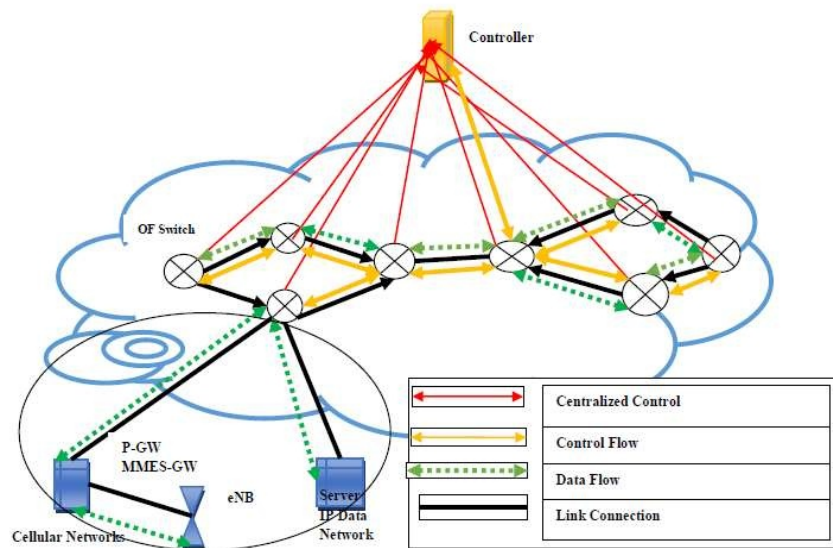 Controller
OF Switch
P-GW
MMES-GW
eNB
Cellular Networks
Server
IP Data
Network
Centralized Control
Control Flow
Data Flow
Link Connection